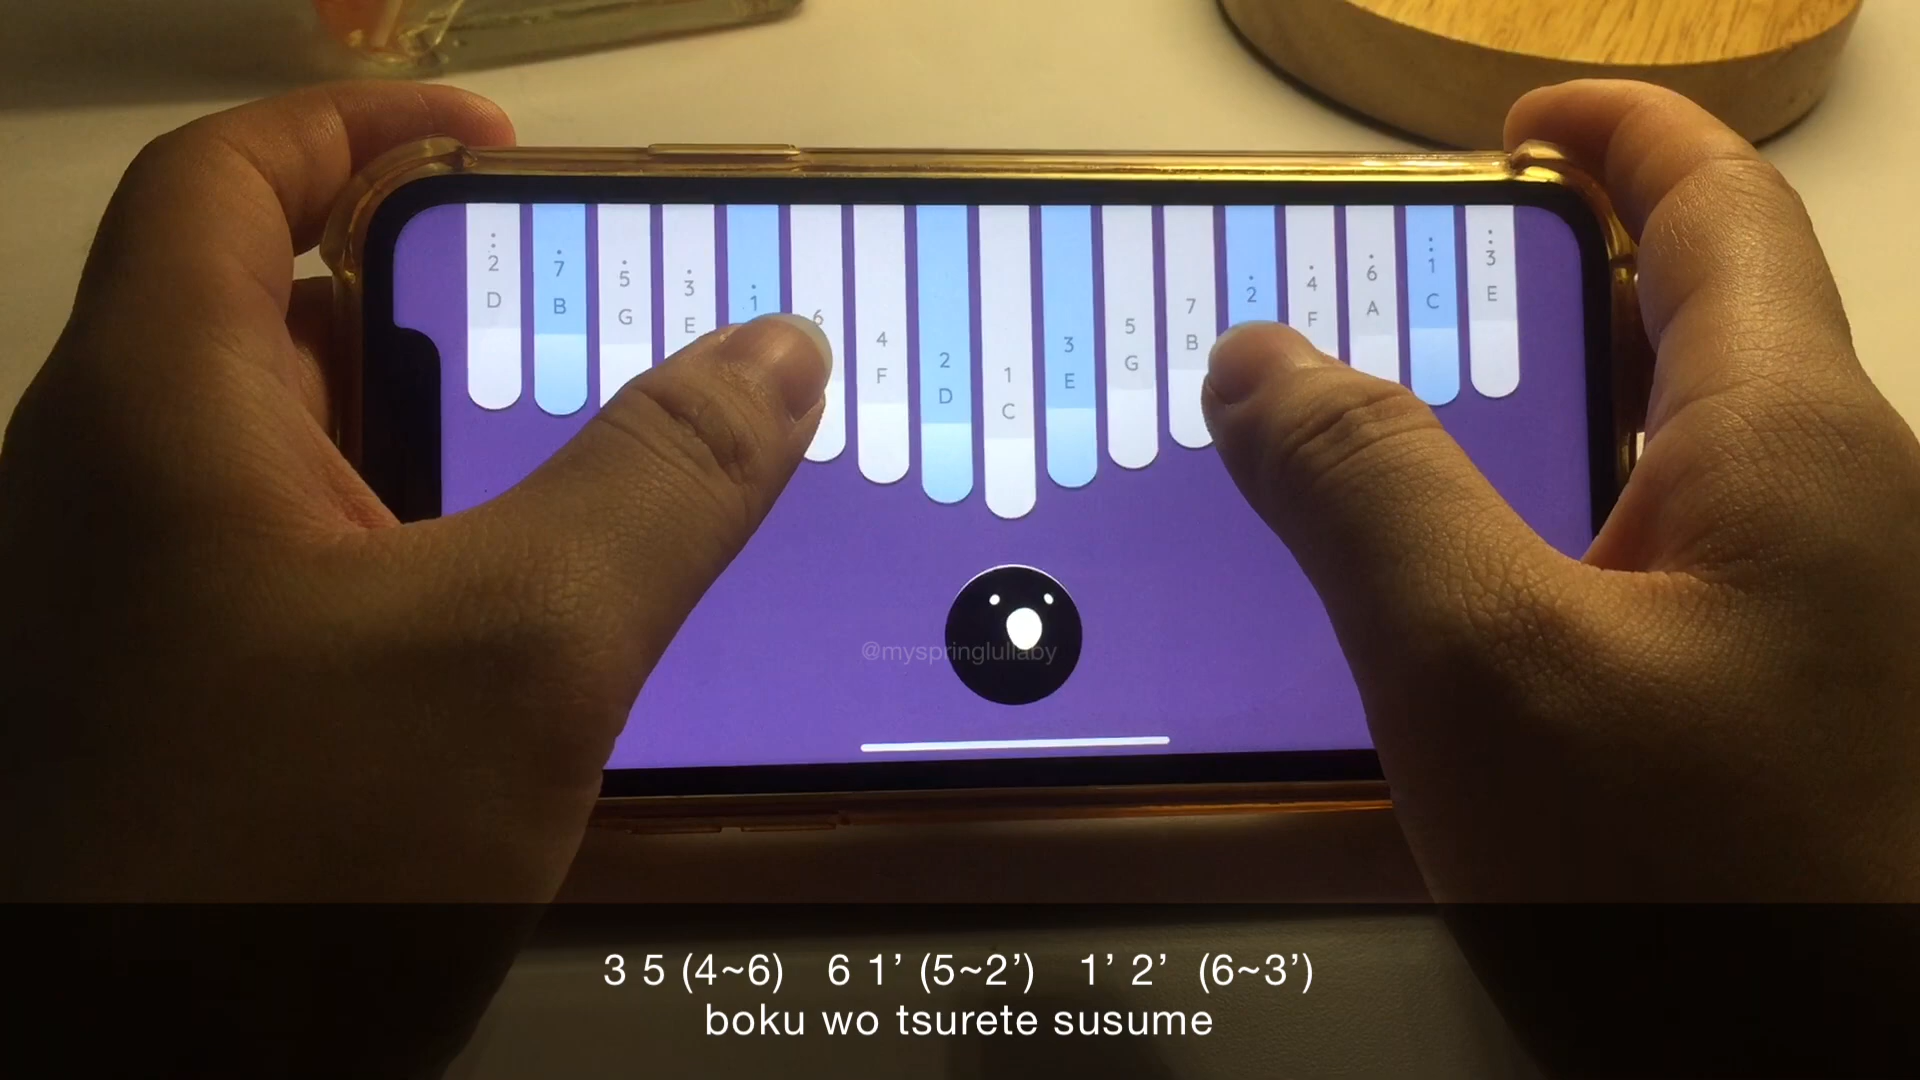 2 7 5 3 1 6 4 2 1 3 5 7 2 4 6 1 3
D B G E F D C E G B F A C E
@myspringlullaby
3 5 (4~6) 6 1’ (5~2’) 1’ 2’ (6~3’)
boku wo tsurete susume